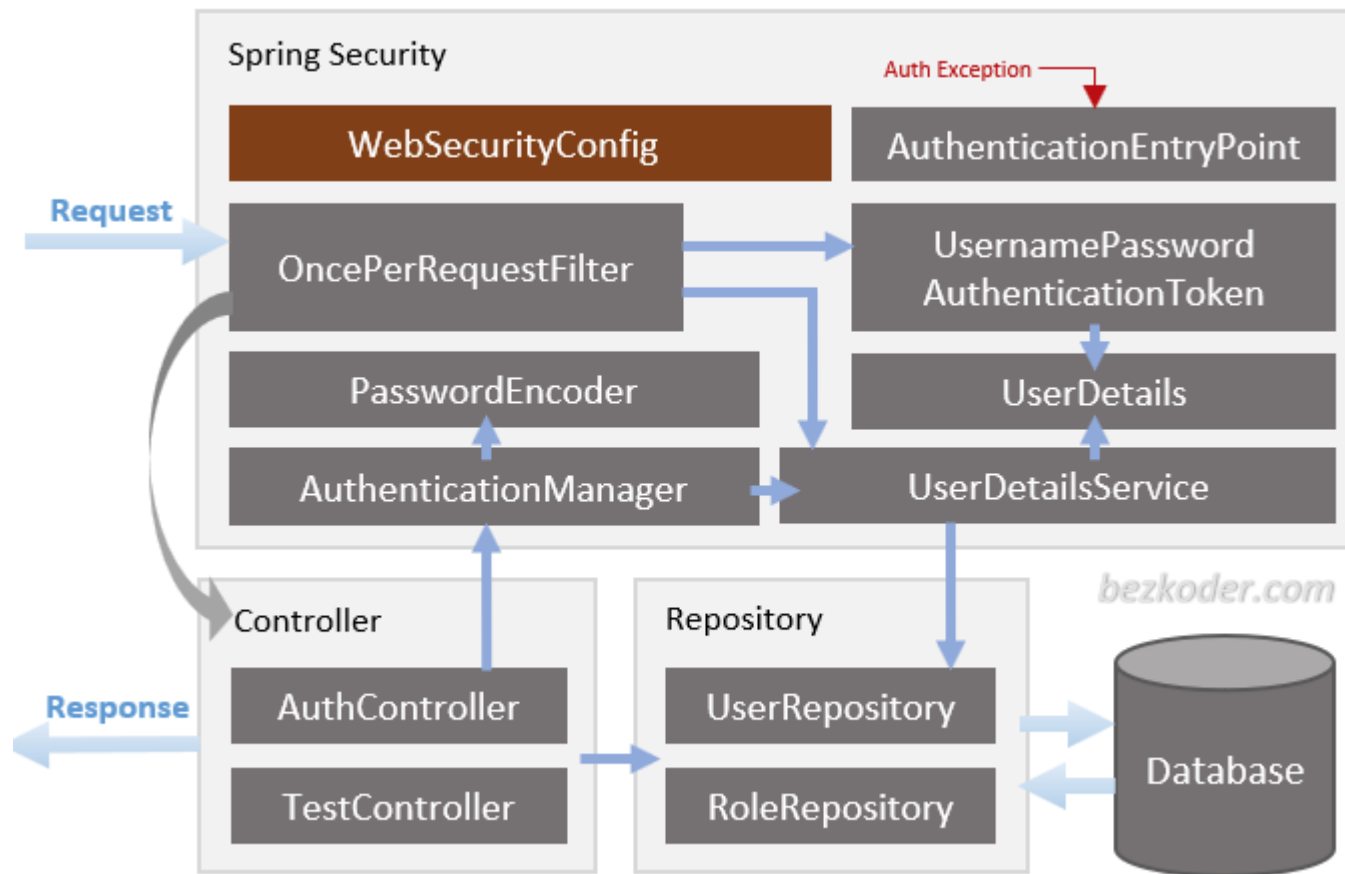 Spring Security
Auth Exception
WebSecurityConfig
AuthenticationEntryPoint
Request
OncePerRequestFilter
UsernamePassword
AuthenticationToken
PasswordEncoder
UserDetails
AuthenticationManager
UserDetailsService
bezkoder.com
Controller
Repository
Response
AuthController
UserRepository
Database
TestController
RoleRepository